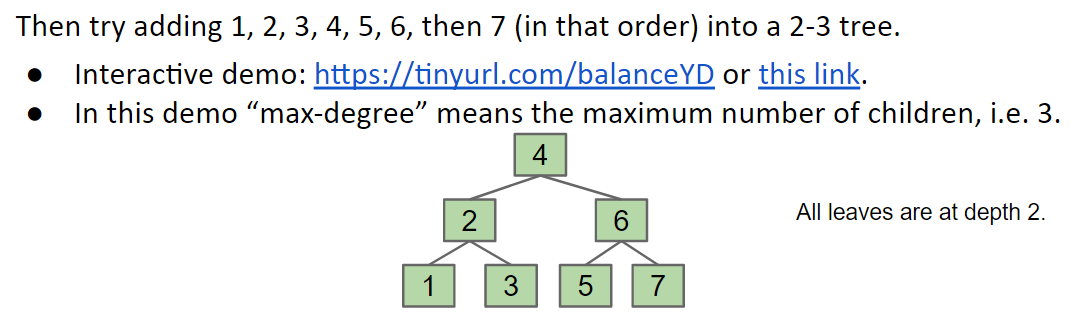 Then try adding 1, 2, 3, 4, 5, 6, then 7 (in that order) into a 2-3 tree.
● Interactive demo: https://tinyurl.com/balanceYD or this link.
● In this demo “max-degree” means the maximum number of children, i.e. 3.
4
2 6
All leaves are at depth 2.
1 3 5 7